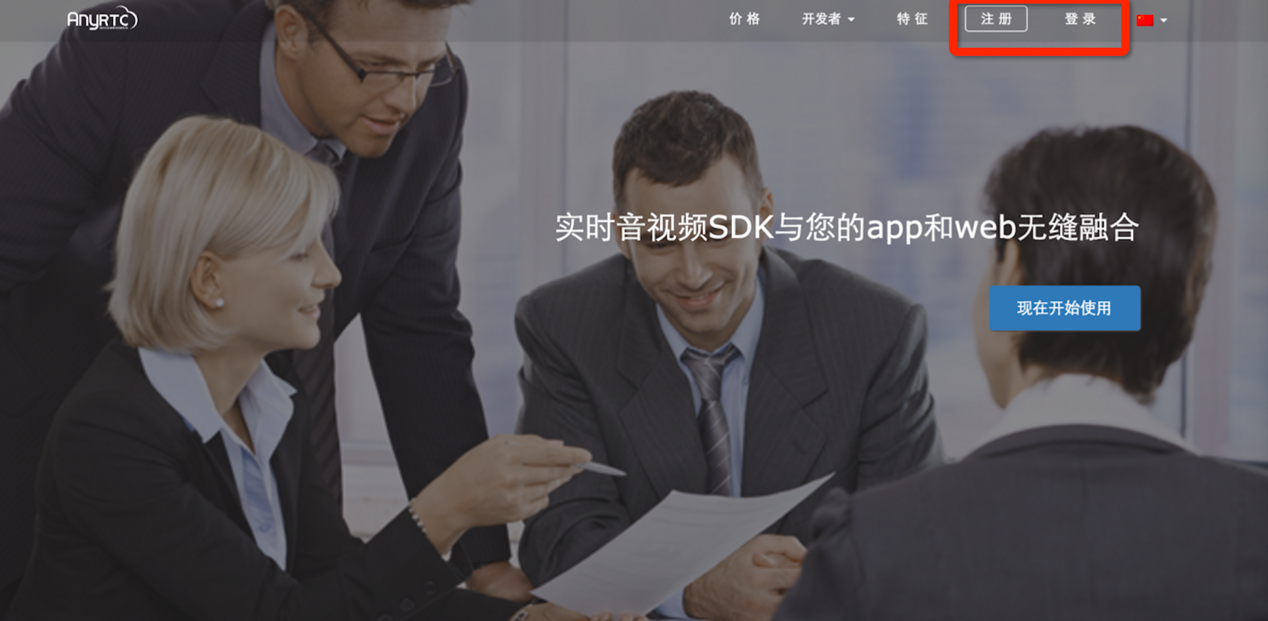 AnyRTC
价 格
开发者
特 征
注 册
登 录
实时音视频SDK与您的app和web无缝融合
现在开始使用